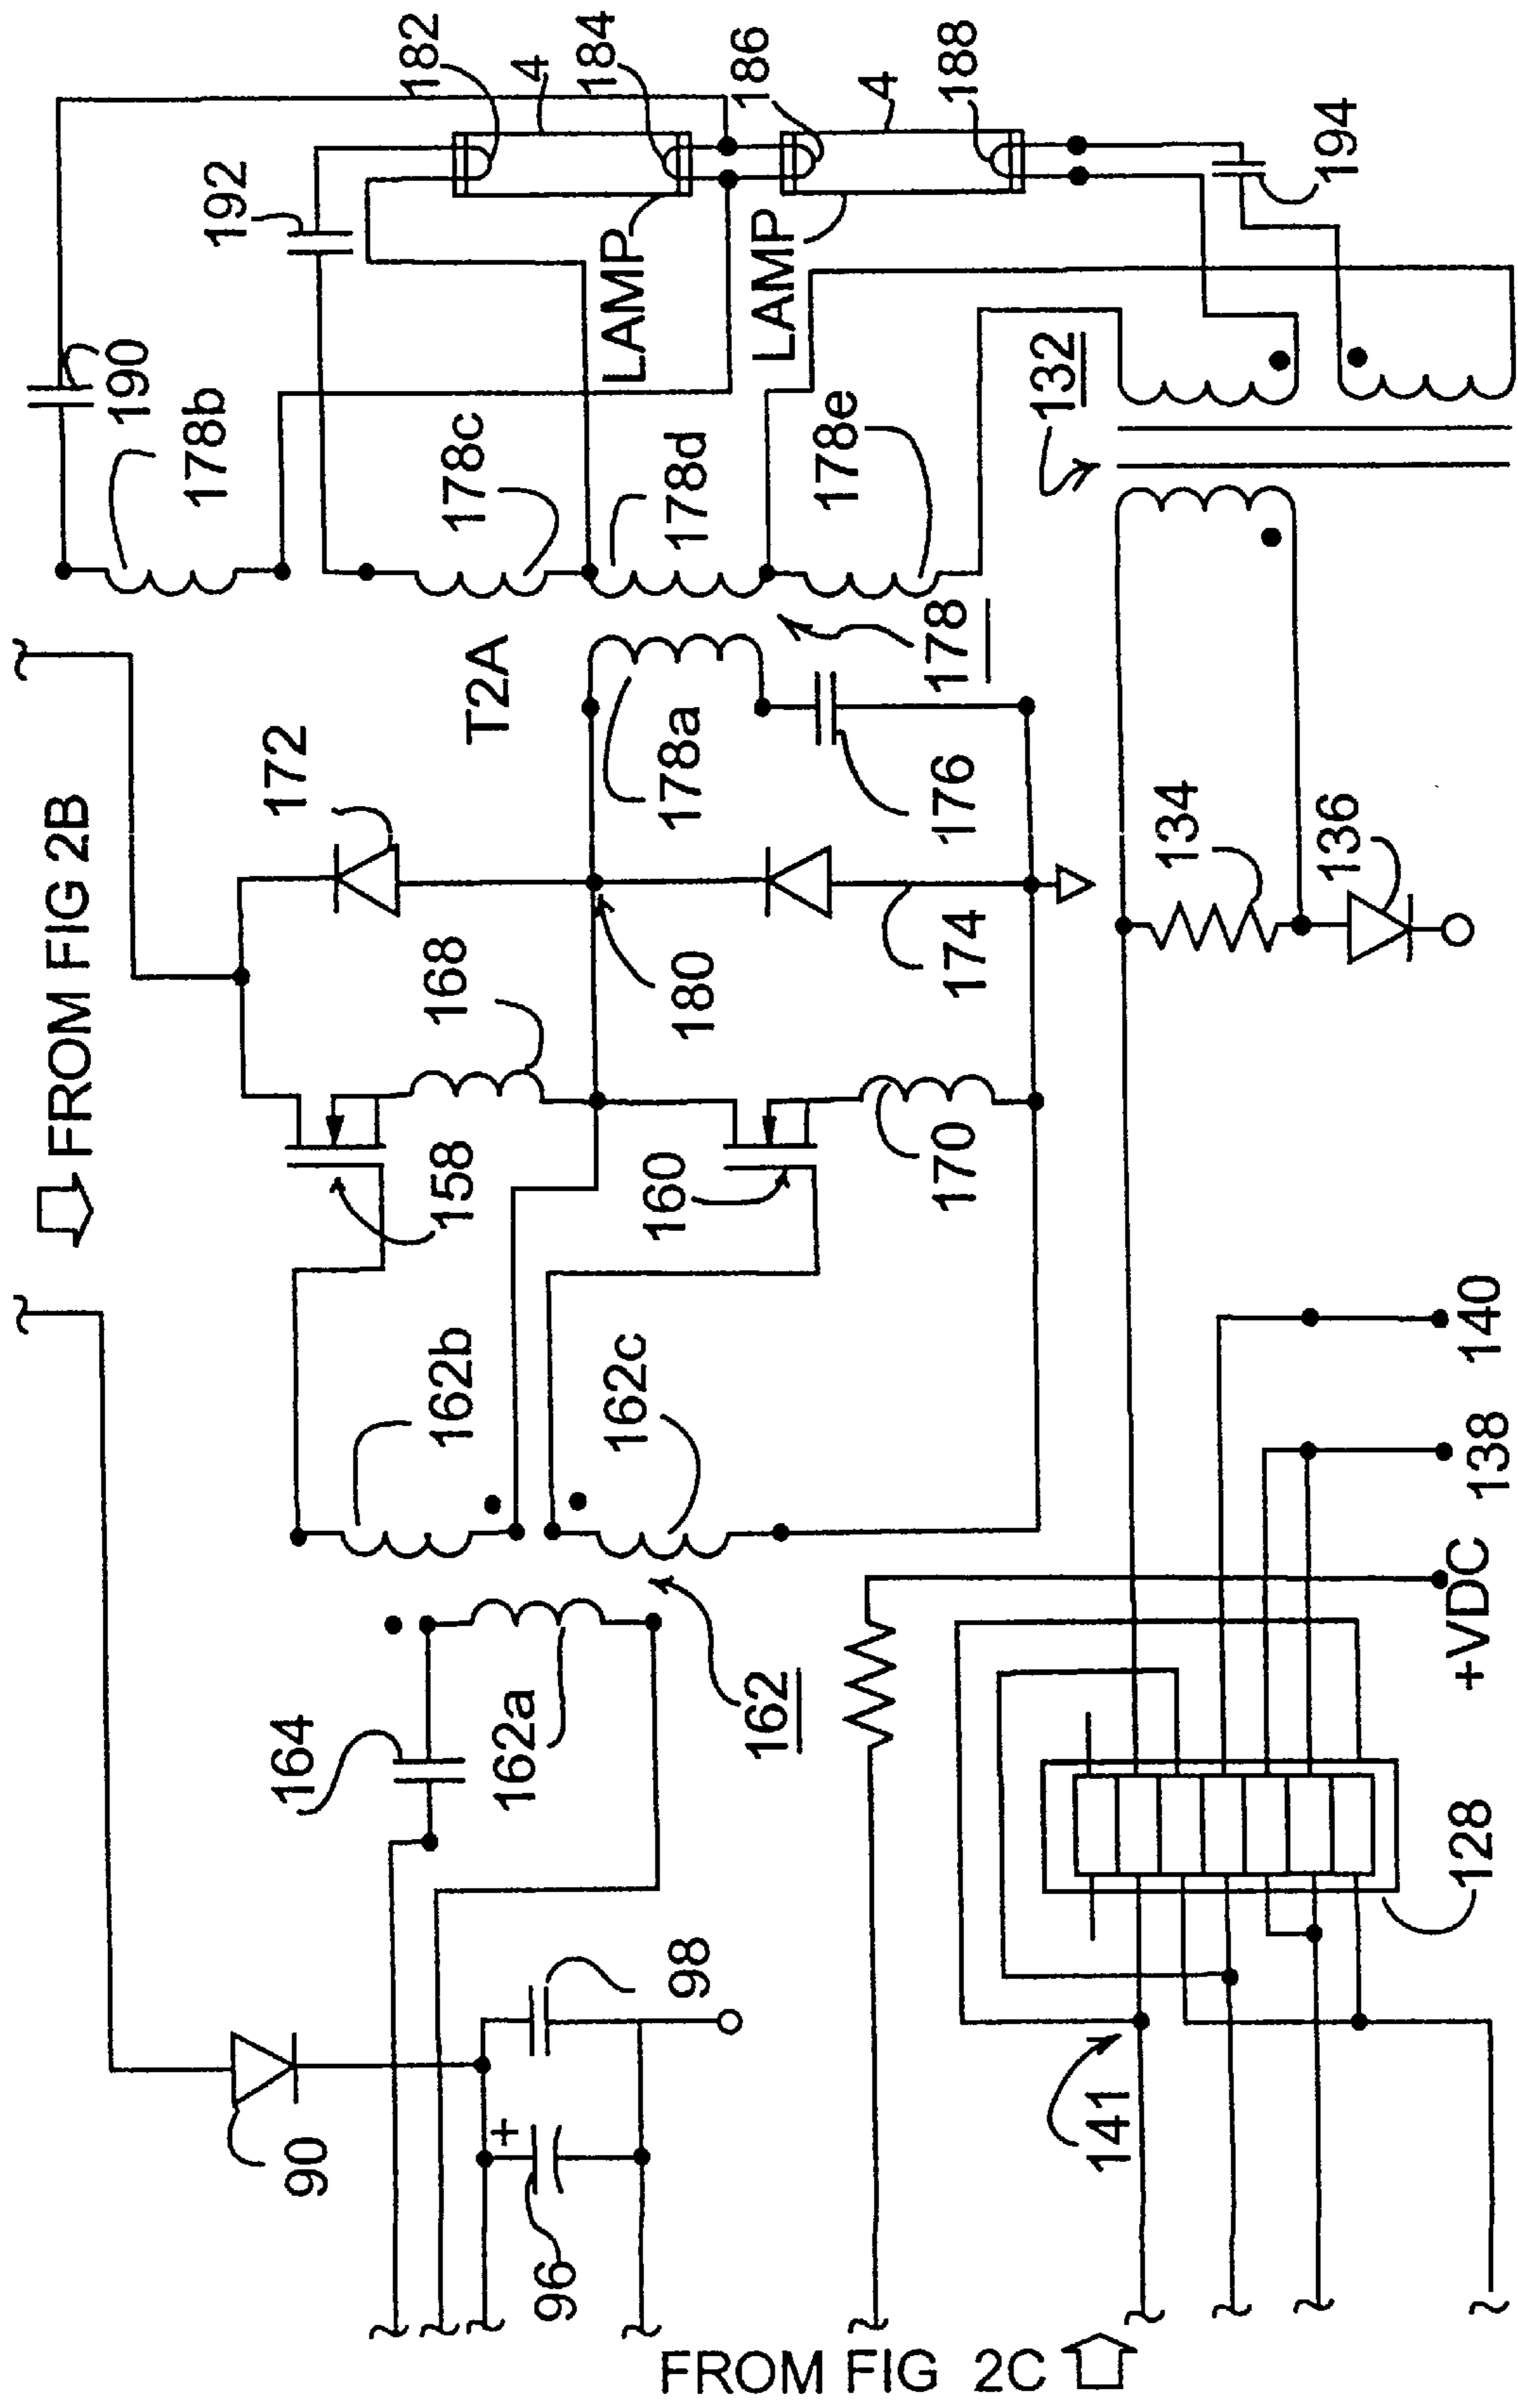 FROM FIG 2B
190
178b
192
182
4
184
LAMP
186
4
188
LAMP
194
178c
178d
178e
132
T2A
178
172
178a
176
168
180
174
134
136
158
160
170
162b
162c
140
138
+VDC
164
162a
162
128
90
98
+
96
141
FROM FIG 2C